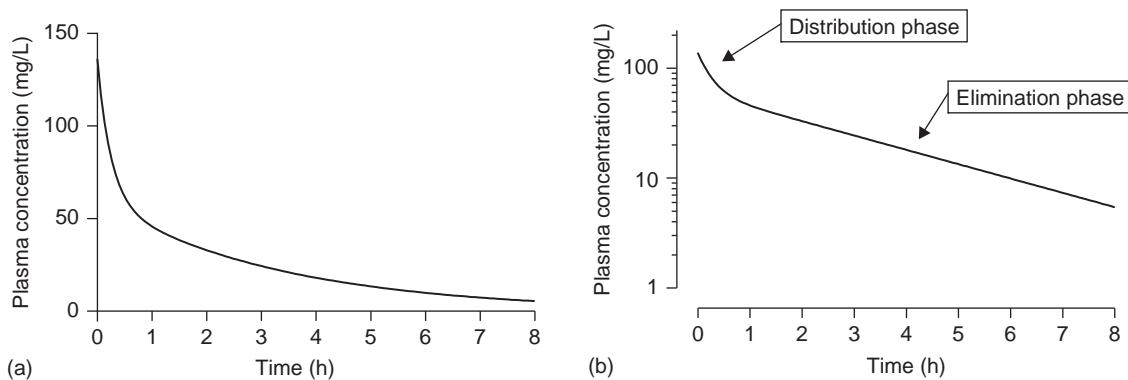 Plasma concentration (mg/L)
150
100
50
0
0 1 2 3 4 5 6 7 8
Time (h)
(a)
Plasma concentration (mg/L)
100
10
1
Distribution phase
Elimination phase
0 1 2 3 4 5 6 7 8
Time (h)
(b)